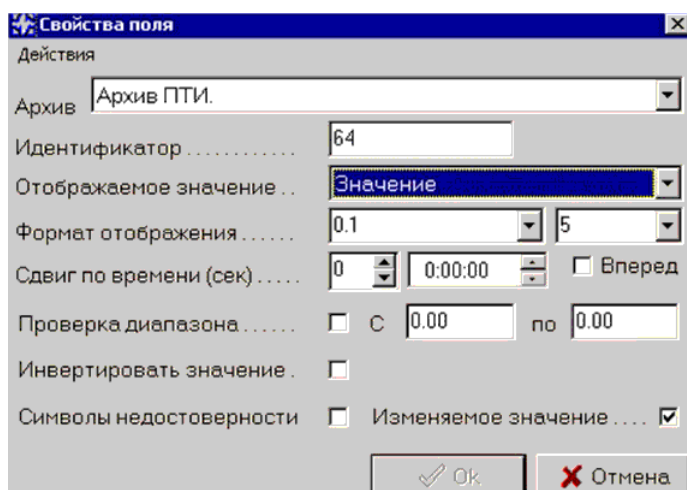 Свойства поля
Действия
Архив Архив ПТИ.
Идентификатор ............ 64
Отображаемое значение .. Значение
Формат отображения ...... 0.1 5
Сдвиг по времени (сек) ..... 0 0:00:00 Вперед
Проверка диапазона ...... С 0.00 по 0.00
Инвертировать значение .
Символы недостоверности Изменяемое значение ....
Ok Отмена